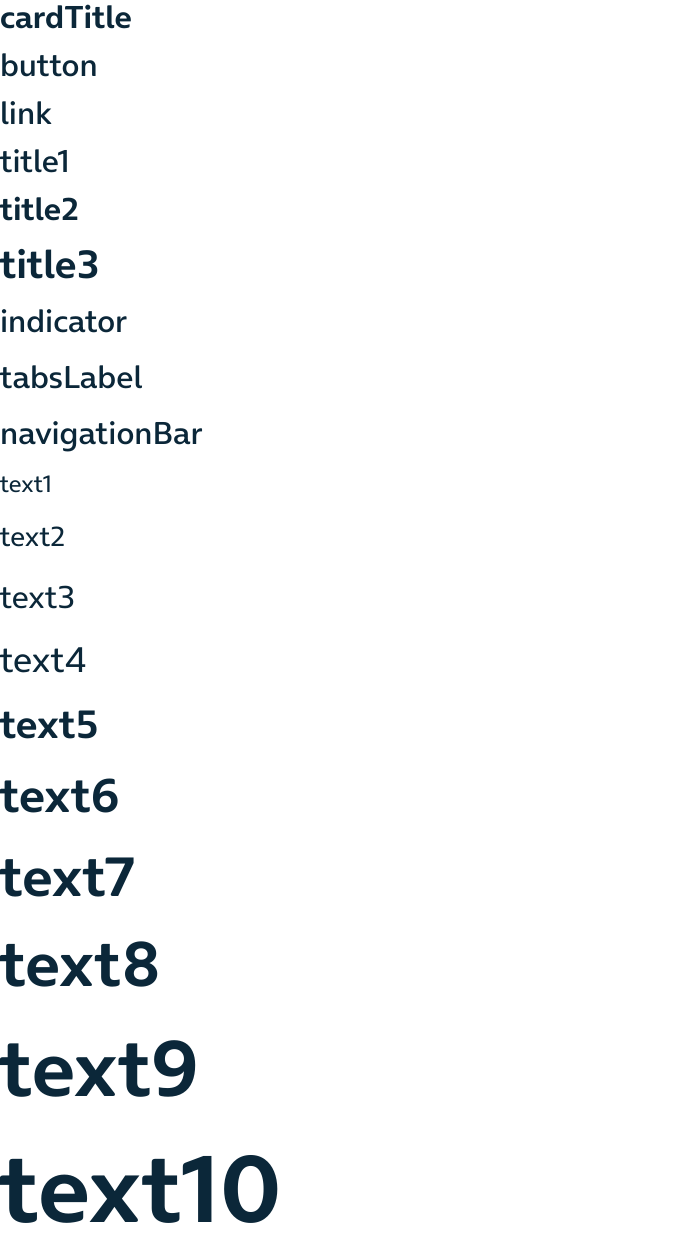 cardTitle
button
link
title1
title2
title3
indicator
tabsLabel
navigationBar
text1
text2
text3
text4
text5
text6
text7
text8
text9
text10